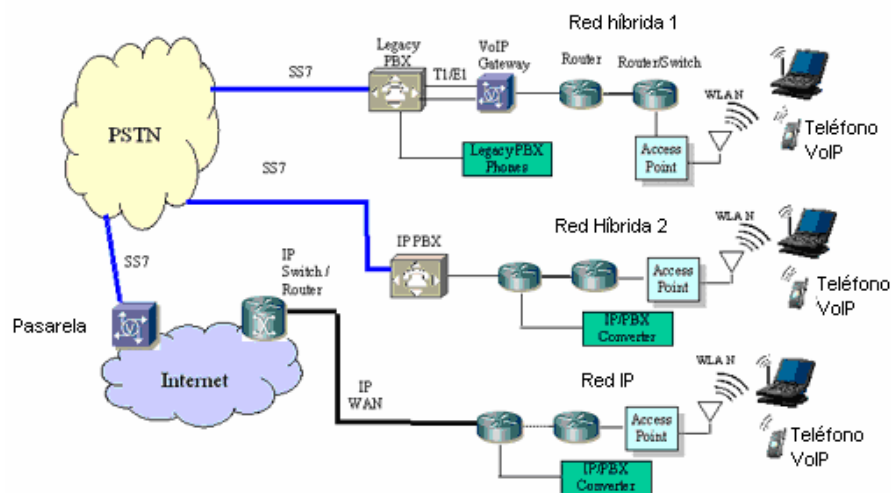 Red híbrida 1
Legacy
PBX
VoIP
Gateway
T1/E1
Router
Router/Switch
SS7
WLAN
PSTN
Legacy PBX
Phones
Access
Point
Teléfono
VoIP
SS7
Red Híbrida 2
WLAN
IP PBX
SS7
IP
Switch /
Router
Access
Point
Teléfono
VoIP
Pasarela
IP/PBX
Converter
Internet
Red IP
WLAN
IP
WAN
Access
Point
Teléfono
VoIP
IP/PBX
Converter